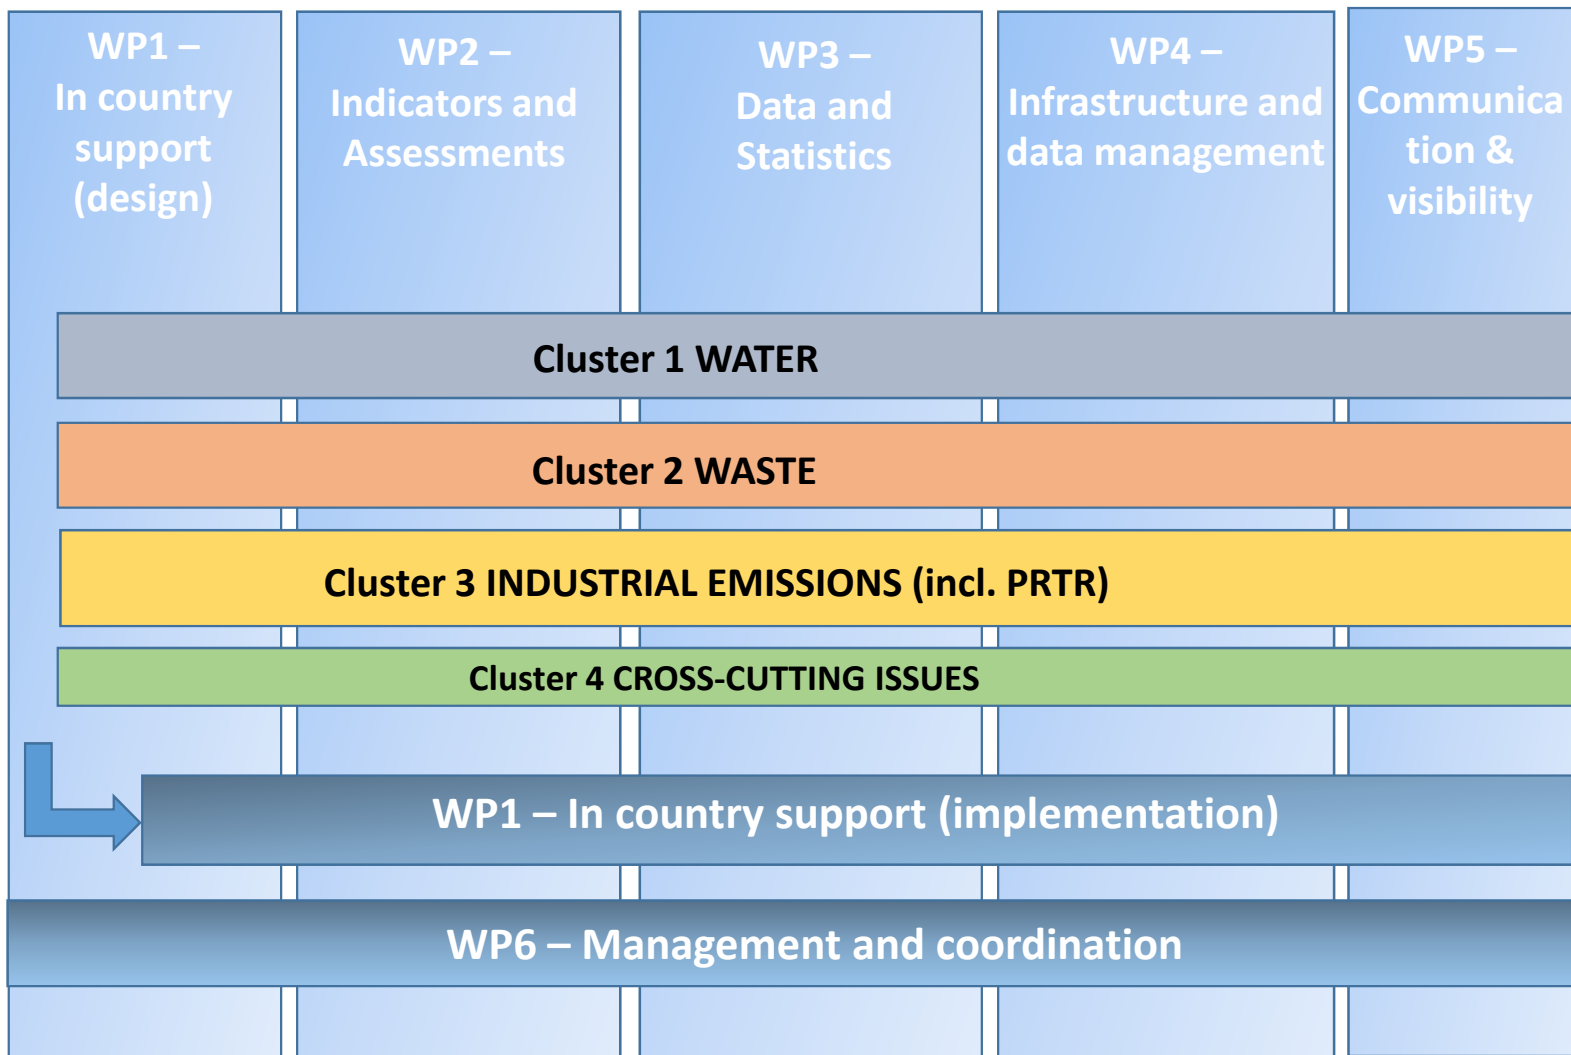 WP1 –
In country
support
(design)
WP2 –
Indicators and
Assessments
WP3 –
Data and
Statistics
WP4 –
Infrastructure and
data management
WP5 –
Communica
tion &
visibility
Cluster 1 WATER
Cluster 2 WASTE
Cluster 3 INDUSTRIAL EMISSIONS (incl. PRTR)
Cluster 4 CROSS-CUTTING ISSUES
WP1 – In country support (implementation)
WP6 – Management and coordination